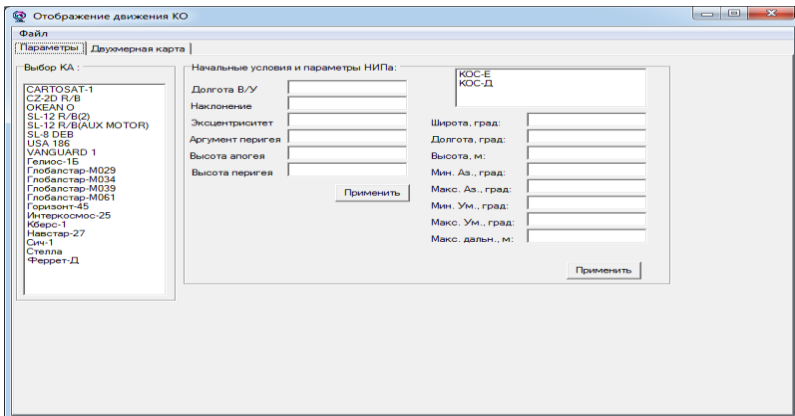 Отображение движения КО
Файл
Параметры
Двухмерная карта
Выбор КА :
CARTOSAT-1
CZ-2D R/B
OKEAN O
SL-12 R/B(2)
SL-12 R/B(AUX MOTOR)
SL-8 DEB
USA 186
VANGUARD 1
Гелиос-1Б
Глобалстар-М029
Глобалстар-М034
Глобалстар-М039
Глобалстар-М061
Горизонт-45
Интеркосмос-25
Кберс-1
Навстар-27
Сич-1
Стелла
Феррет-Д
Начальные условия и параметры НИПа:
Долгота В/У
Наклонение
Эксцентриситет
Аргумент перигея
Высота апогея
Высота перигея
Применить
КОС-Е
КОС-Д
Широта, град:
Долгота, град:
Высота, м:
Мин. Аз., град:
Макс. Аз., град:
Мин. Ум., град:
Макс. Ум., град:
Макс. дальн., м:
Применить